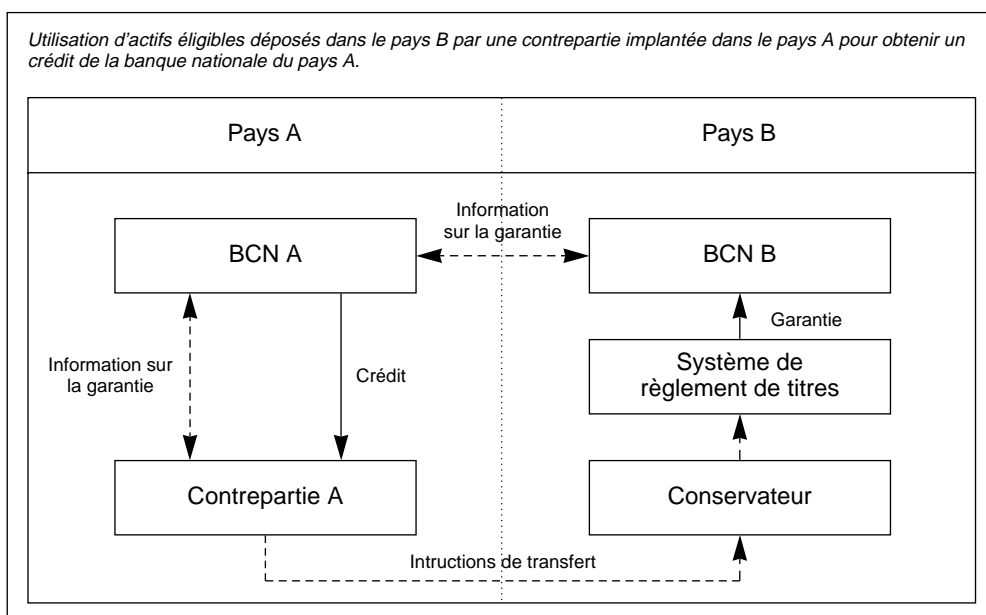 Utilisation d'actifs éligibles déposés dans le pays B par une contrepartie implantée dans le pays A pour obtenir un
crédit de la banque nationale du pays A.
Pays A
Pays B
Information
sur la garantie
BCN A
BCN B
Garantie
Information sur
la garantie
Crédit
Système de
règlement de titres
Contrepartie A
Conservateur
Intructions de transfert